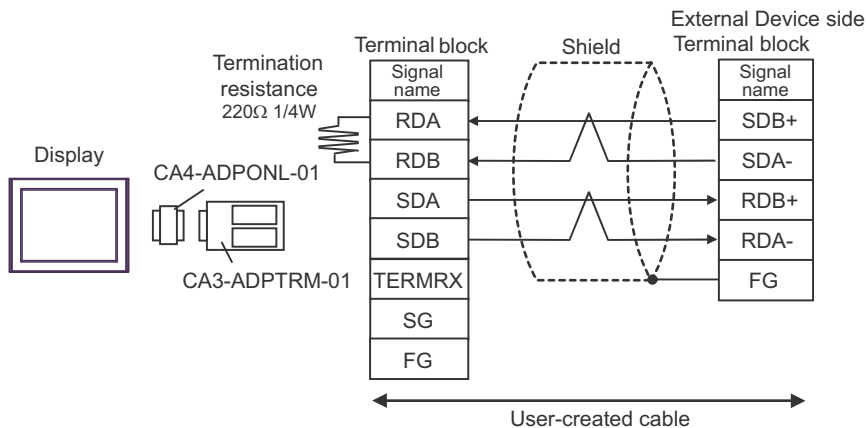 External Device side
Terminal block
Shield
Terminal block
Termination
resistance
220Ω 1/4W
Signal
name
RDA
RDB
SDA
SDB
TERMRX
SG
FG
Signal
name
SDB+
SDA-
RDB+
RDA-
FG
Display
CA4-ADPONL-01
CA3-ADPTRM-01
User-created cable